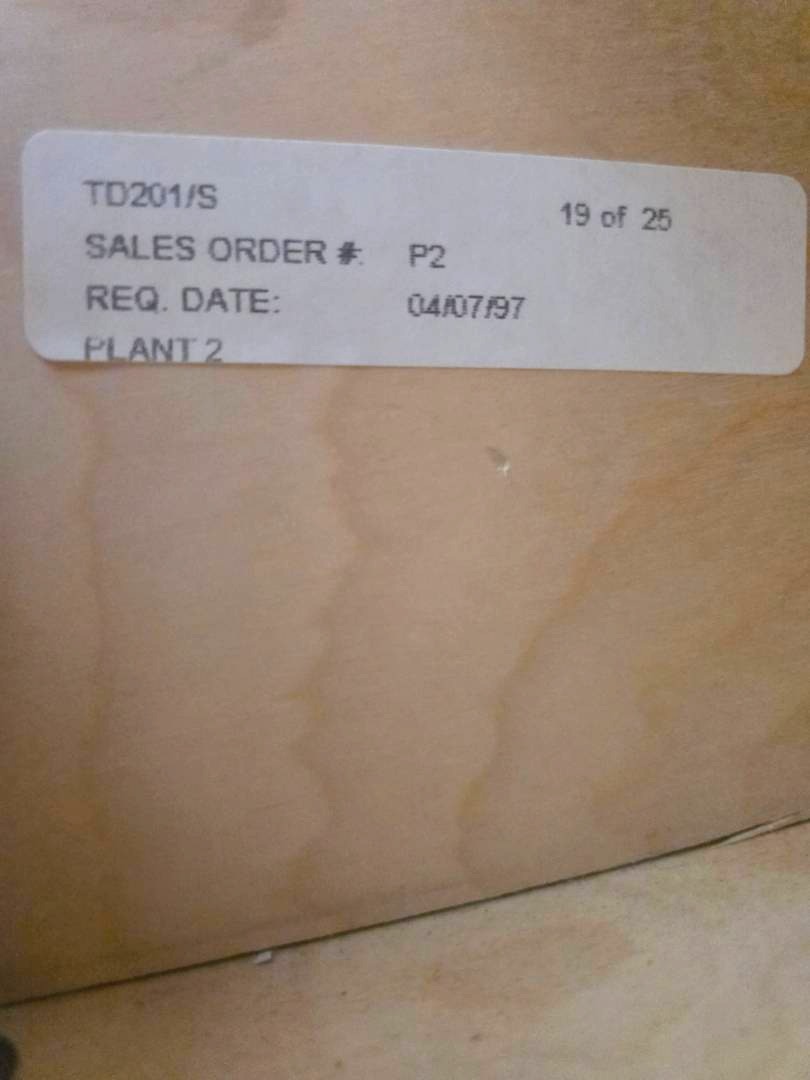 TD201/S 19 of 25
SALES ORDER #: P2
REQ. DATE: 04/07/97
PLANT 2